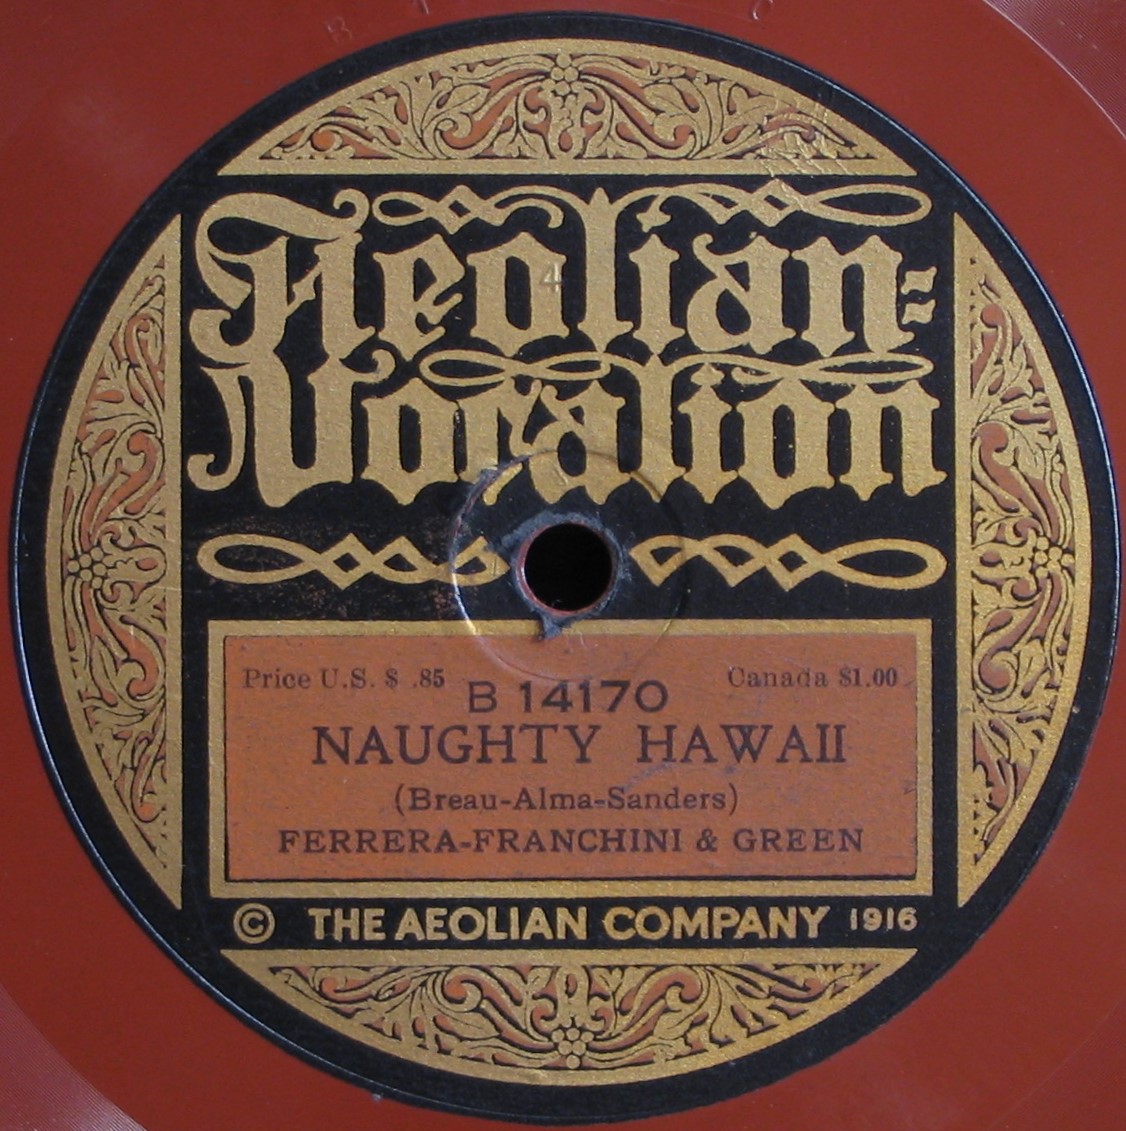 Aeolian-
Vocalion
4
Price U.S. $ .85
Canada $1.00
B 14170
NAUGHTY HAWAII
(Breau-Alma-Sanders)
FERRERA-FRANCHINI & GREEN
© THE AEOLIAN COMPANY 1916